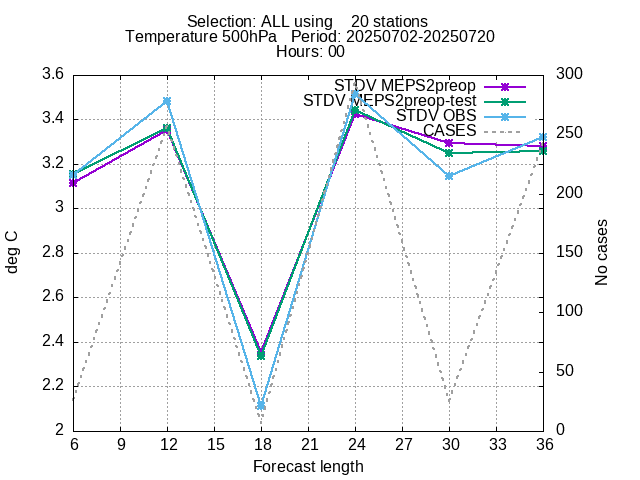 Selection: ALL using    20 stations
Temperature 500hPa   Period: 20250702-20250720
Hours: 00
STDV MEPS2preop
STDV MEPS2preop-test
STDV OBS
CASES
3.6
3.4
3.2
3
2.8
2.6
2.4
2.2
2
300
250
200
150
100
50
0
deg C
No cases
6 9 12 15 18 21 24 27 30 33 36
Forecast length